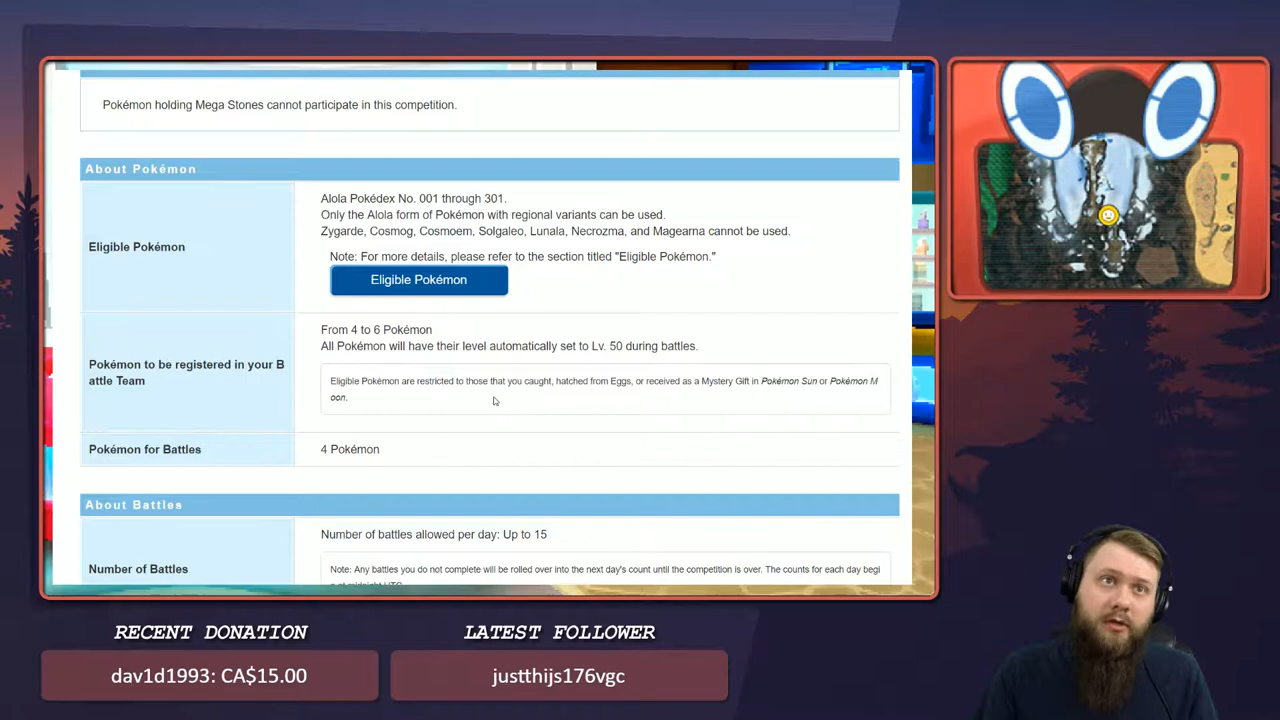 Pokémon holding Mega Stones cannot participate in this competition.
About Pokémon
Eligible Pokémon
Alola Pokédex No. 001 through 301.
Only the Alola form of Pokémon with regional variants can be used.
Zygarde, Cosmog, Cosmoem, Solgaleo, Lunala, Necrozma, and Magearna cannot be used.
Note: For more details, please refer to the section titled "Eligible Pokémon."
Eligible Pokémon
Pokémon to be registered in your B
attle Team
From 4 to 6 Pokémon
All Pokémon will have their level automatically set to Lv. 50 during battles.
Eligible Pokémon are restricted to those that you caught, hatched from Eggs, or received as a Mystery Gift in Pokémon Sun or Pokémon M
oon.
Pokémon for Battles
4 Pokémon
About Battles
Number of Battles
Number of battles allowed per day: Up to 15
Note: Any battles you do not complete will be rolled over into the next day's count until the competition is over. The counts for each day begi
n at midnight UTC.
RECENT DONATION
dav1d1993: CA$15.00
LATEST FOLLOWER
justthijs176vgc